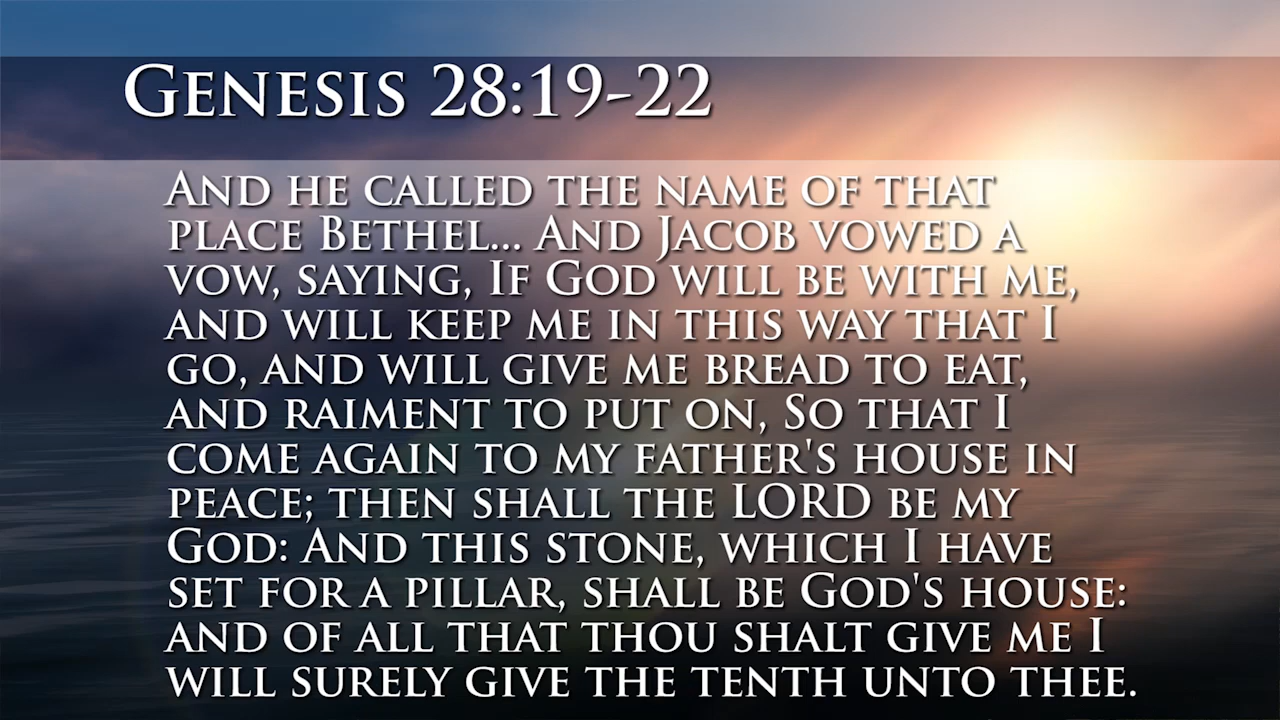 Genesis 28:19-22
And he called the name of that
place Bethel... And Jacob vowed a
vow, saying, If God will be with me,
and will keep me in this way that I
go, and will give me bread to eat,
and raiment to put on, So that I
come again to my father's house in
peace; then shall the LORD be my
God: And this stone, which I have
set for a pillar, shall be God's house:
and of all that thou shalt give me I
will surely give the tenth unto thee.